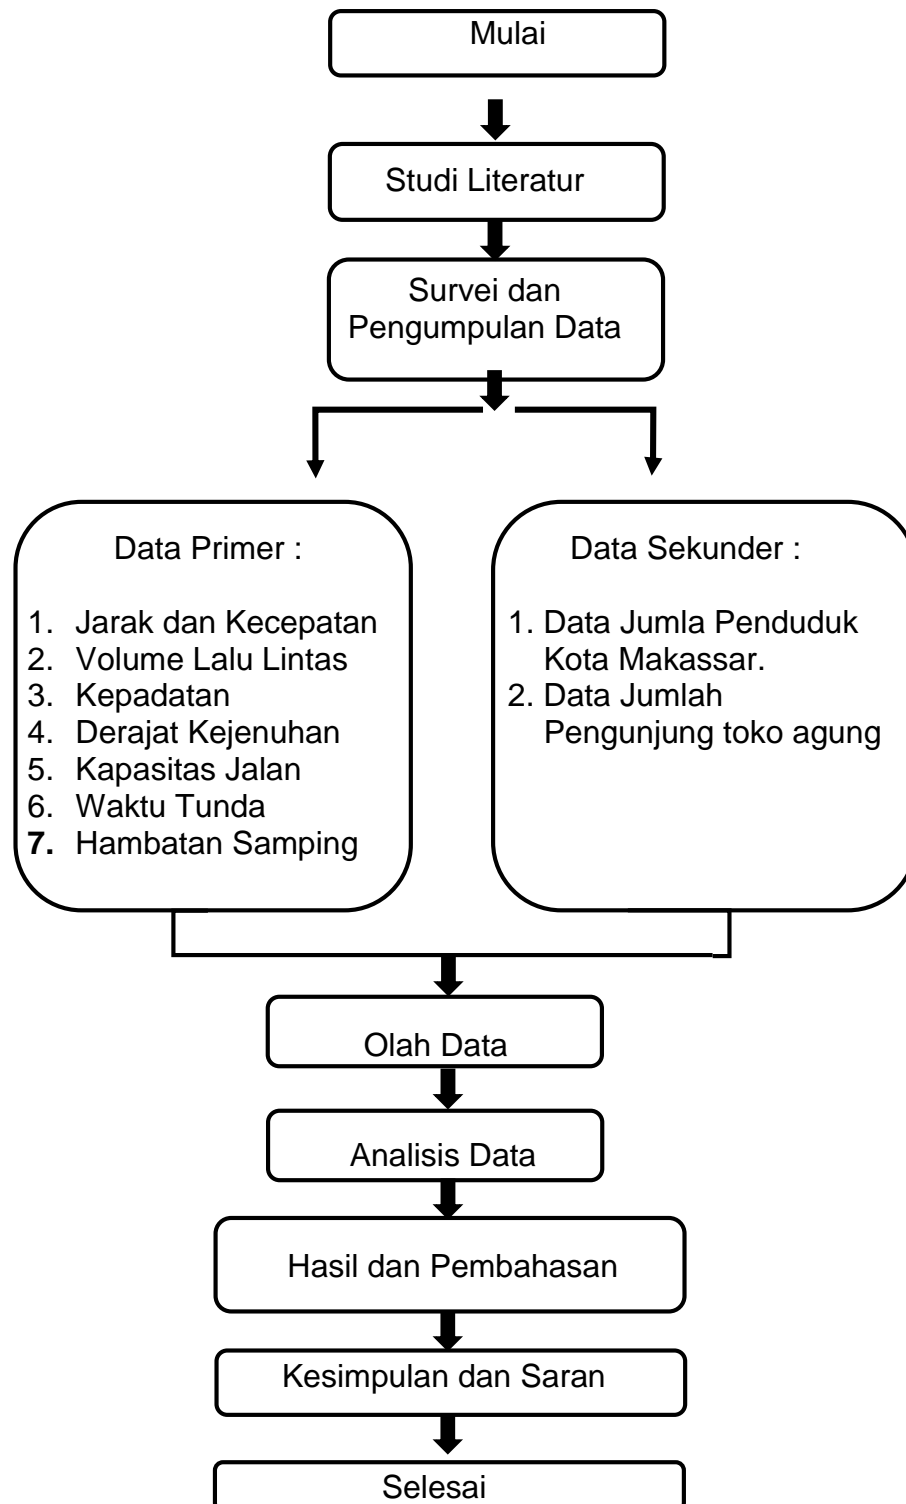 Mulai
Studi Literatur
Survei dan
Pengumpulan Data
Data Primer :
1. Jarak dan Kecepatan
2. Volume Lalu Lintas
3. Kepadatan
4. Derajat Kejenuhan
5. Kapasitas Jalan
6. Waktu Tunda
7. Hambatan Samping
Data Sekunder :
1. Data Jumla Penduduk
Kota Makassar.
2. Data Jumlah
Pengunjung toko agung
Olah Data
Analisis Data
Hasil dan Pembahasan
Kesimpulan dan Saran
Selesai